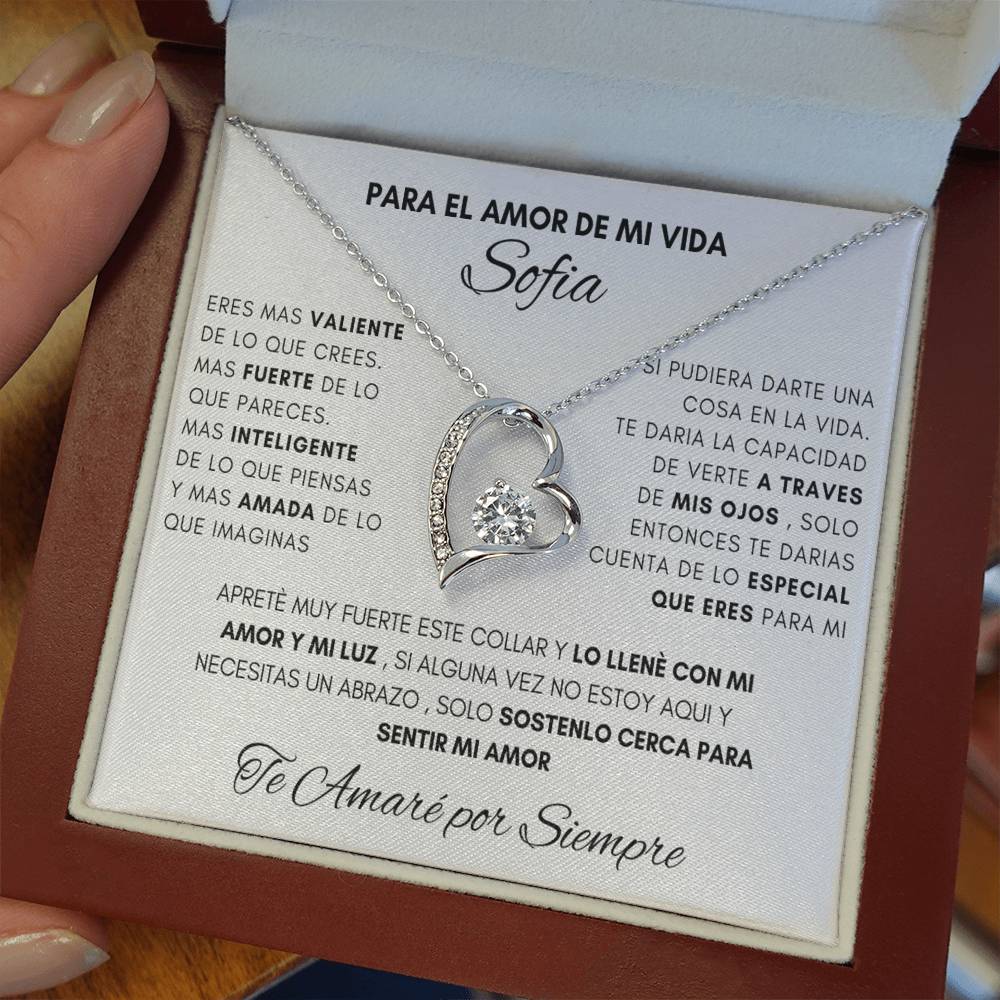 PARA EL AMOR DE MI VIDA
Sofia
ERES MAS VALIENTE
DE LO QUE CREES.
MAS FUERTE DE LO
QUE PARECES.
MAS INTELIGENTE
DE LO QUE PIENSAS
Y MAS AMADA DE LO
QUE IMAGINAS
SI PUDIERA DARTE UNA
COSA EN LA VIDA.
TE DARIA LA CAPACIDAD
DE VERTE A TRAVES
DE MIS OJOS , SOLO
ENTONCES TE DARIAS
CUENTA DE LO ESPECIAL
QUE ERES PARA MI
APRETÈ MUY FUERTE ESTE COLLAR Y LO LLENÈ CON MI
AMOR Y MI LUZ , SI ALGUNA VEZ NO ESTOY AQUI Y
NECESITAS UN ABRAZO , SOLO SOSTENLO CERCA PARA
SENTIR MI AMOR
Te Amaré por Siempre